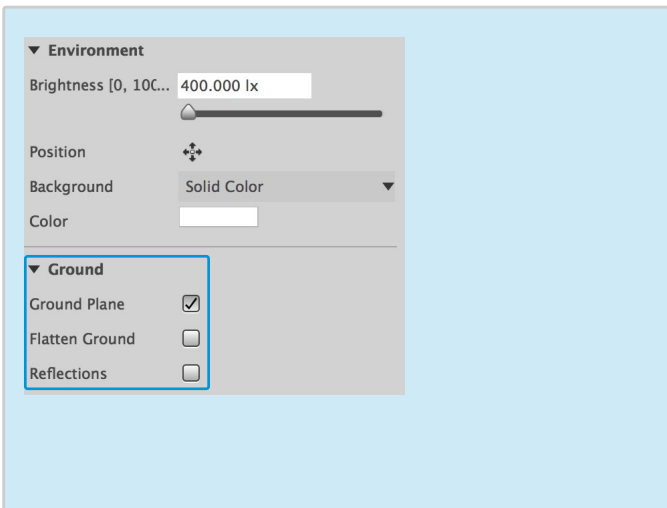 Environment
Brightness [0, 10C... 400.000 lx
Position
Background Solid Color
Color
Ground
Ground Plane
Flatten Ground
Reflections